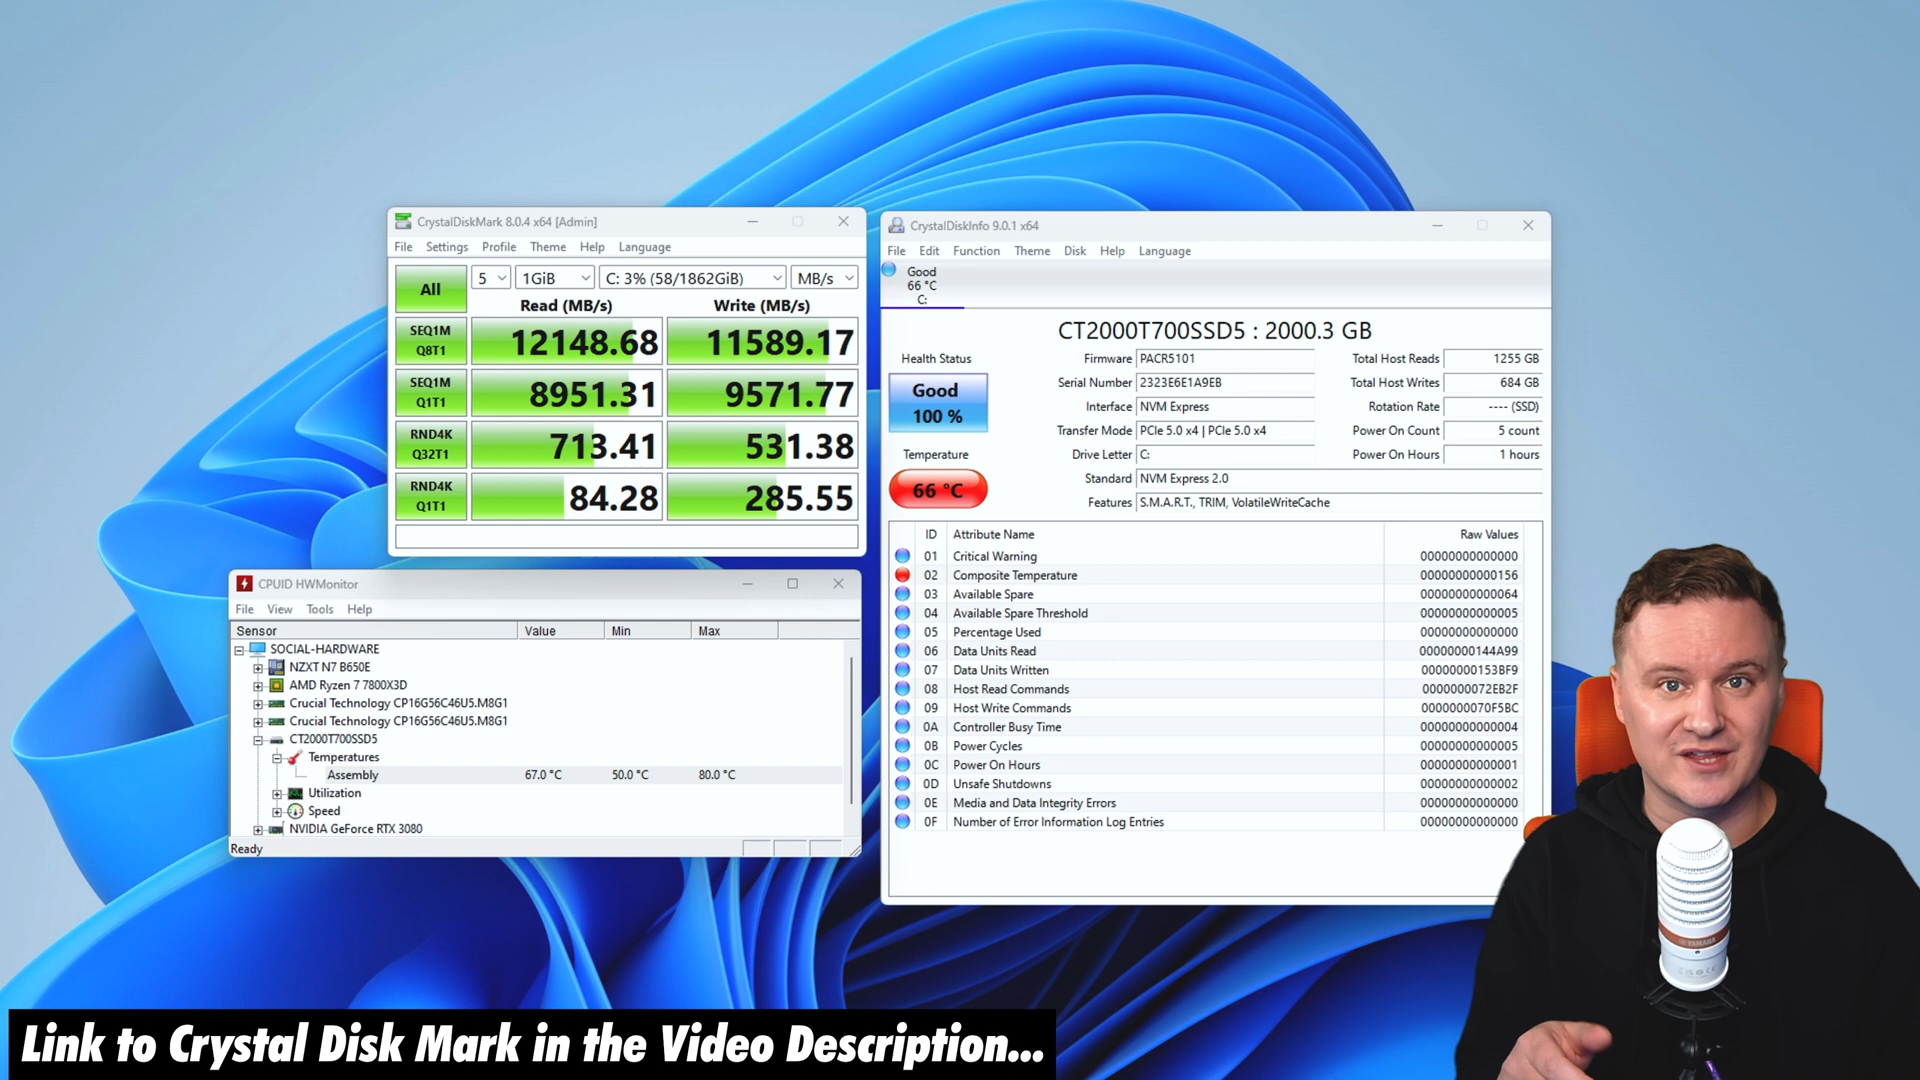 CrystalDiskMark 8.0.4 x64 [Admin]
File Settings Profile Theme Help Language
All 5 1GiB C: 3% (58/1862GiB) MB/s
Read (MB/s) Write (MB/s)
SEQ1M
Q8T1 12148.68 11589.17
SEQ1M
Q1T1 8951.31 9571.77
RND4K
Q32T1 713.41 531.38
RND4K
Q1T1 84.28 285.55
CPUID HWMonitor
File View Tools Help
Sensor Value Min Max
SOCIAL-HARDWARE
NZXT N7 B650E
AMD Ryzen 7 7800X3D
Crucial Technology CP16G56C46U5.M8G1
Crucial Technology CP16G56C46U5.M8G1
CT2000T700SSD5
Temperatures
Assembly 67.0 °C 50.0 °C 80.0 °C
Utilization
Speed
NVIDIA GeForce RTX 3080
Ready
CrystalDiskInfo 9.0.1 x64
File Edit Function Theme Disk Help Language
Good
66 °C
C:
CT2000T700SSD5 : 2000.3 GB
Health Status
Good
100 %
Temperature
66 °C
Firmware PACR5101 Total Host Reads 1255 GB
Serial Number 2323E6E1A9EB Total Host Writes 684 GB
Interface NVM Express Rotation Rate ---- (SSD)
Transfer Mode PCIe 5.0 x4 | PCIe 5.0 x4 Power On Count 5 count
Drive Letter C: Power On Hours 1 hours
Standard NVM Express 2.0
Features S.M.A.R.T., TRIM, VolatileWriteCache
ID Attribute Name Raw Values
01 Critical Warning 00000000000000
02 Composite Temperature 00000000000156
03 Available Spare 00000000000064
04 Available Spare Threshold 00000000000005
05 Percentage Used 00000000000000
06 Data Units Read 00000000144A99
07 Data Units Written 00000000153BF9
08 Host Read Commands 0000000072EB2F
09 Host Write Commands 0000000070F5BC
0A Controller Busy Time 00000000000004
0B Power Cycles 00000000000005
0C Power On Hours 00000000000001
0D Unsafe Shutdowns 00000000000002
0E Media and Data Integrity Errors 00000000000000
0F Number of Error Information Log Entries 00000000000000
YAMAHA
Link to Crystal Disk Mark in the Video Description...